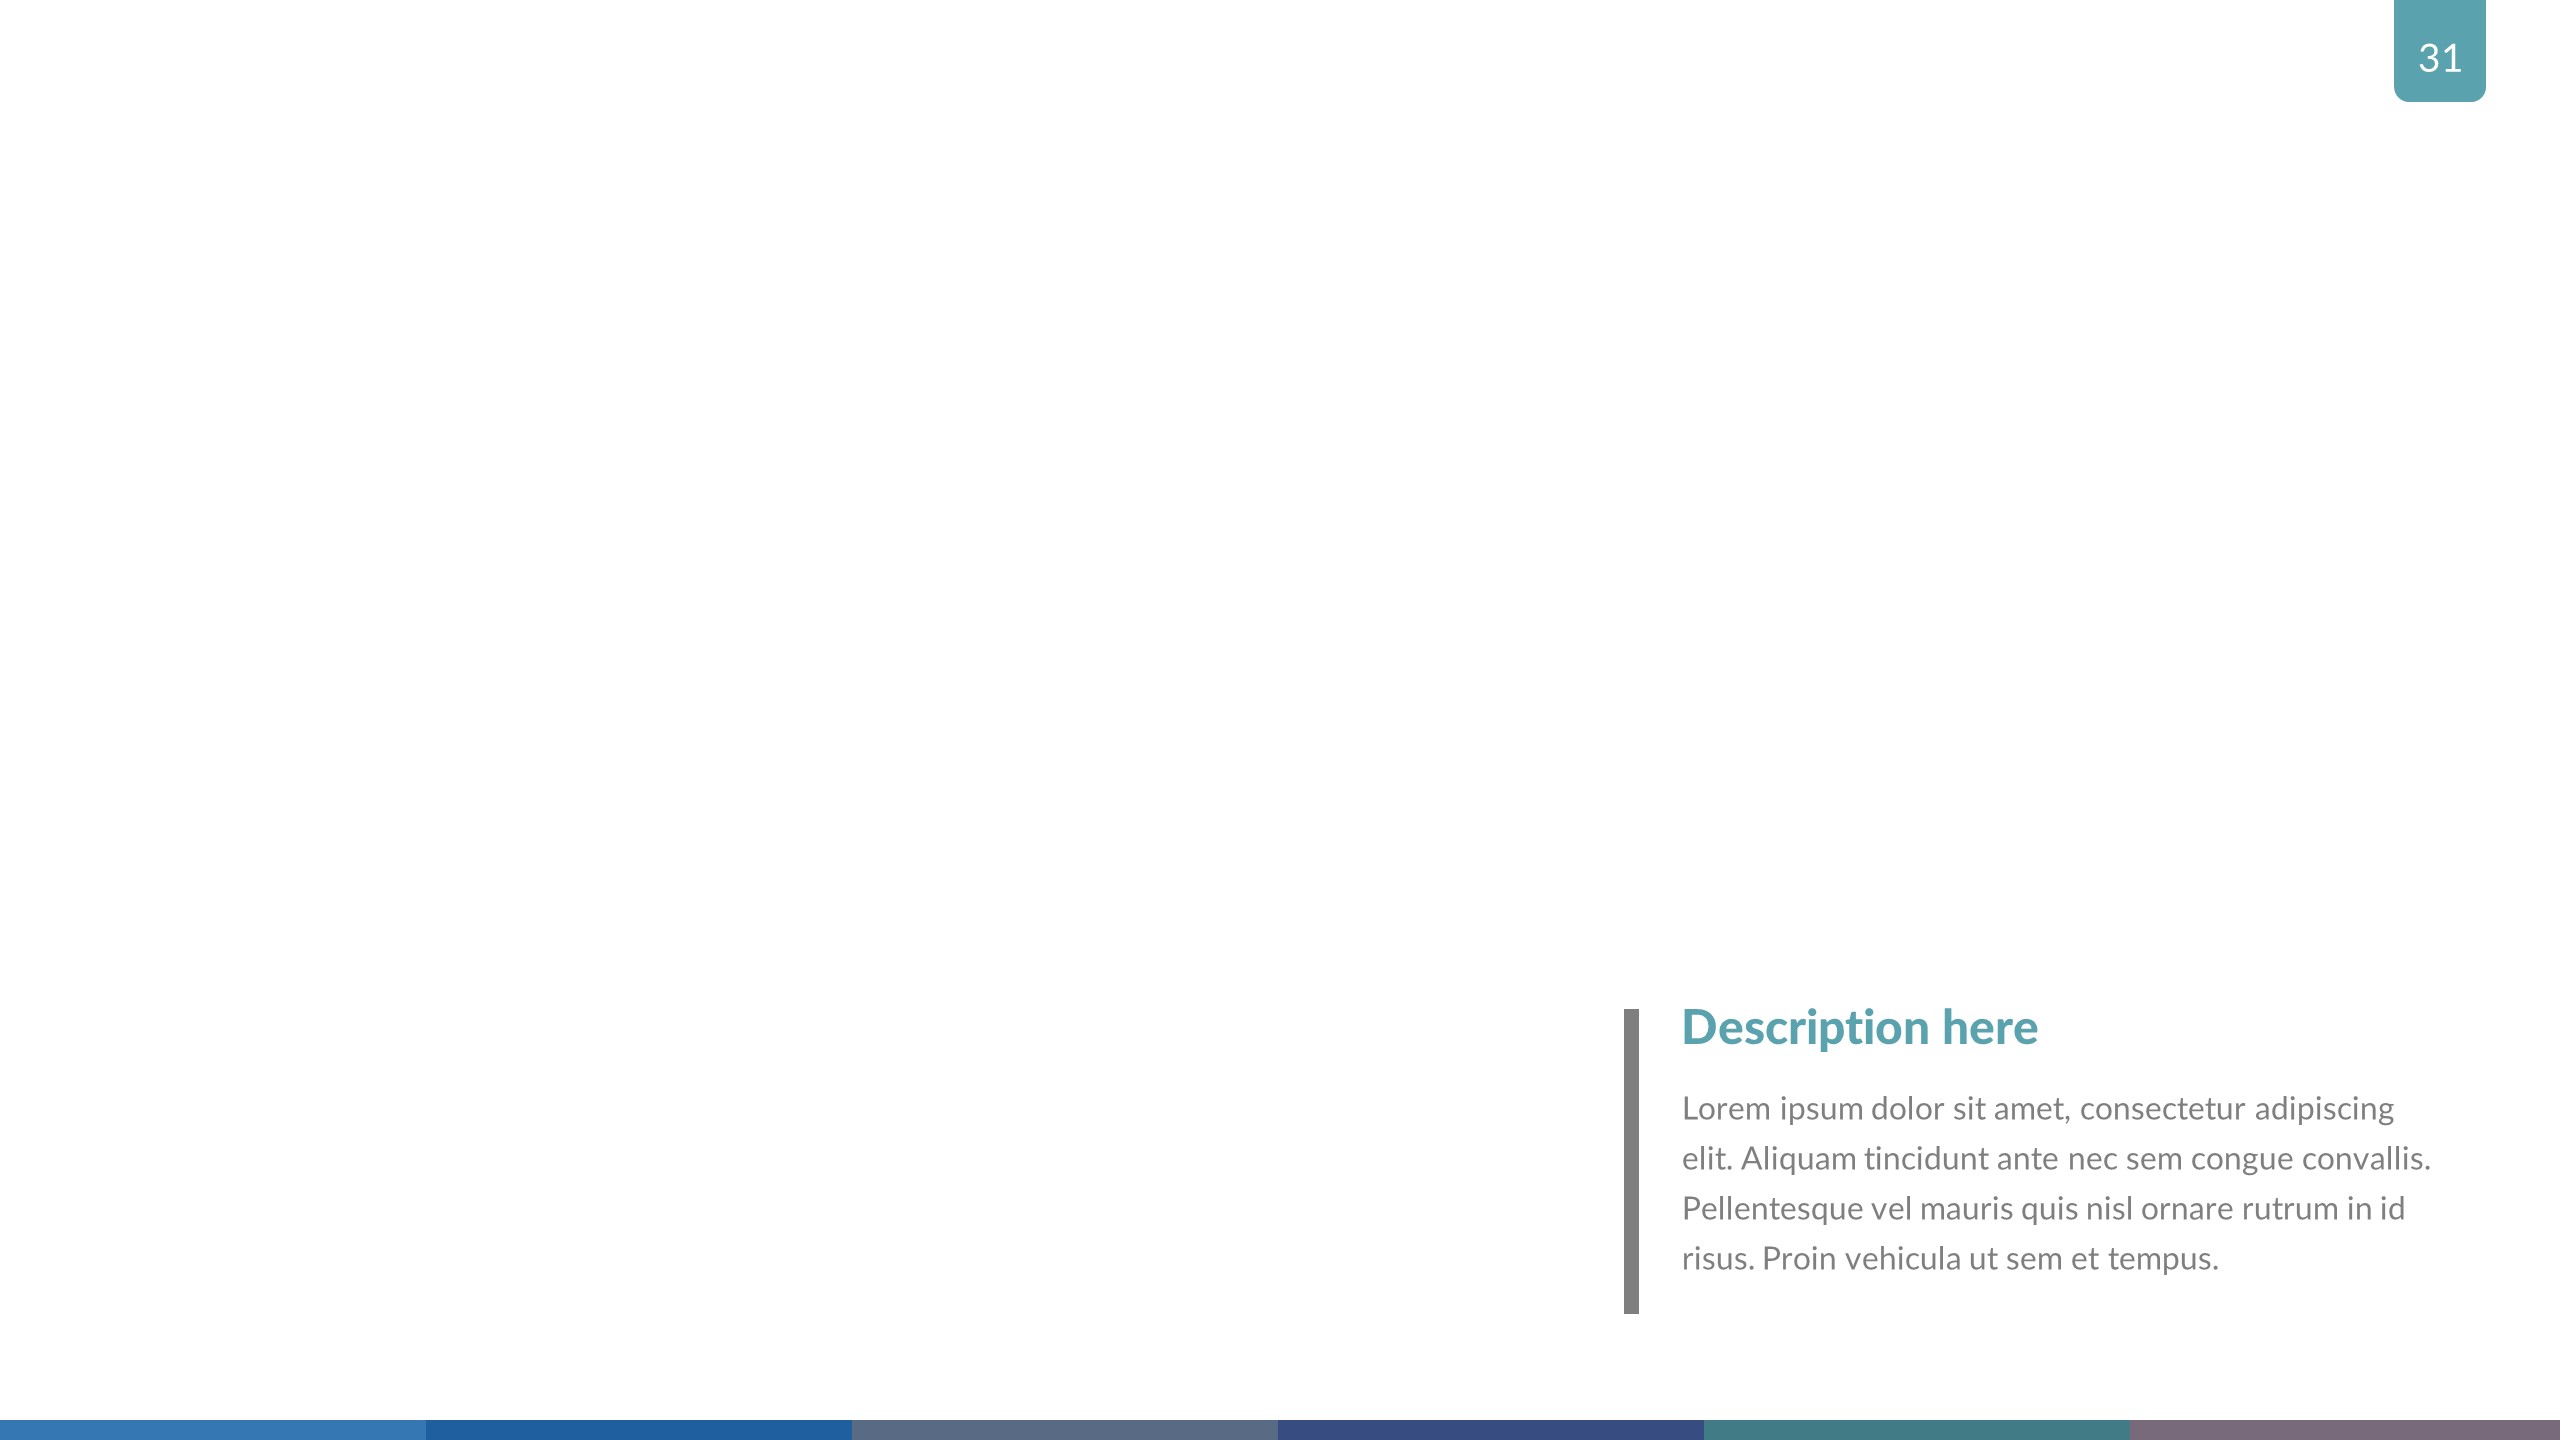 31
Description here
Lorem ipsum dolor sit amet, consectetur adipiscing
elit. Aliquam tincidunt ante nec sem congue convallis.
Pellentesque vel mauris quis nisl ornare rutrum in id
risus. Proin vehicula ut sem et tempus.